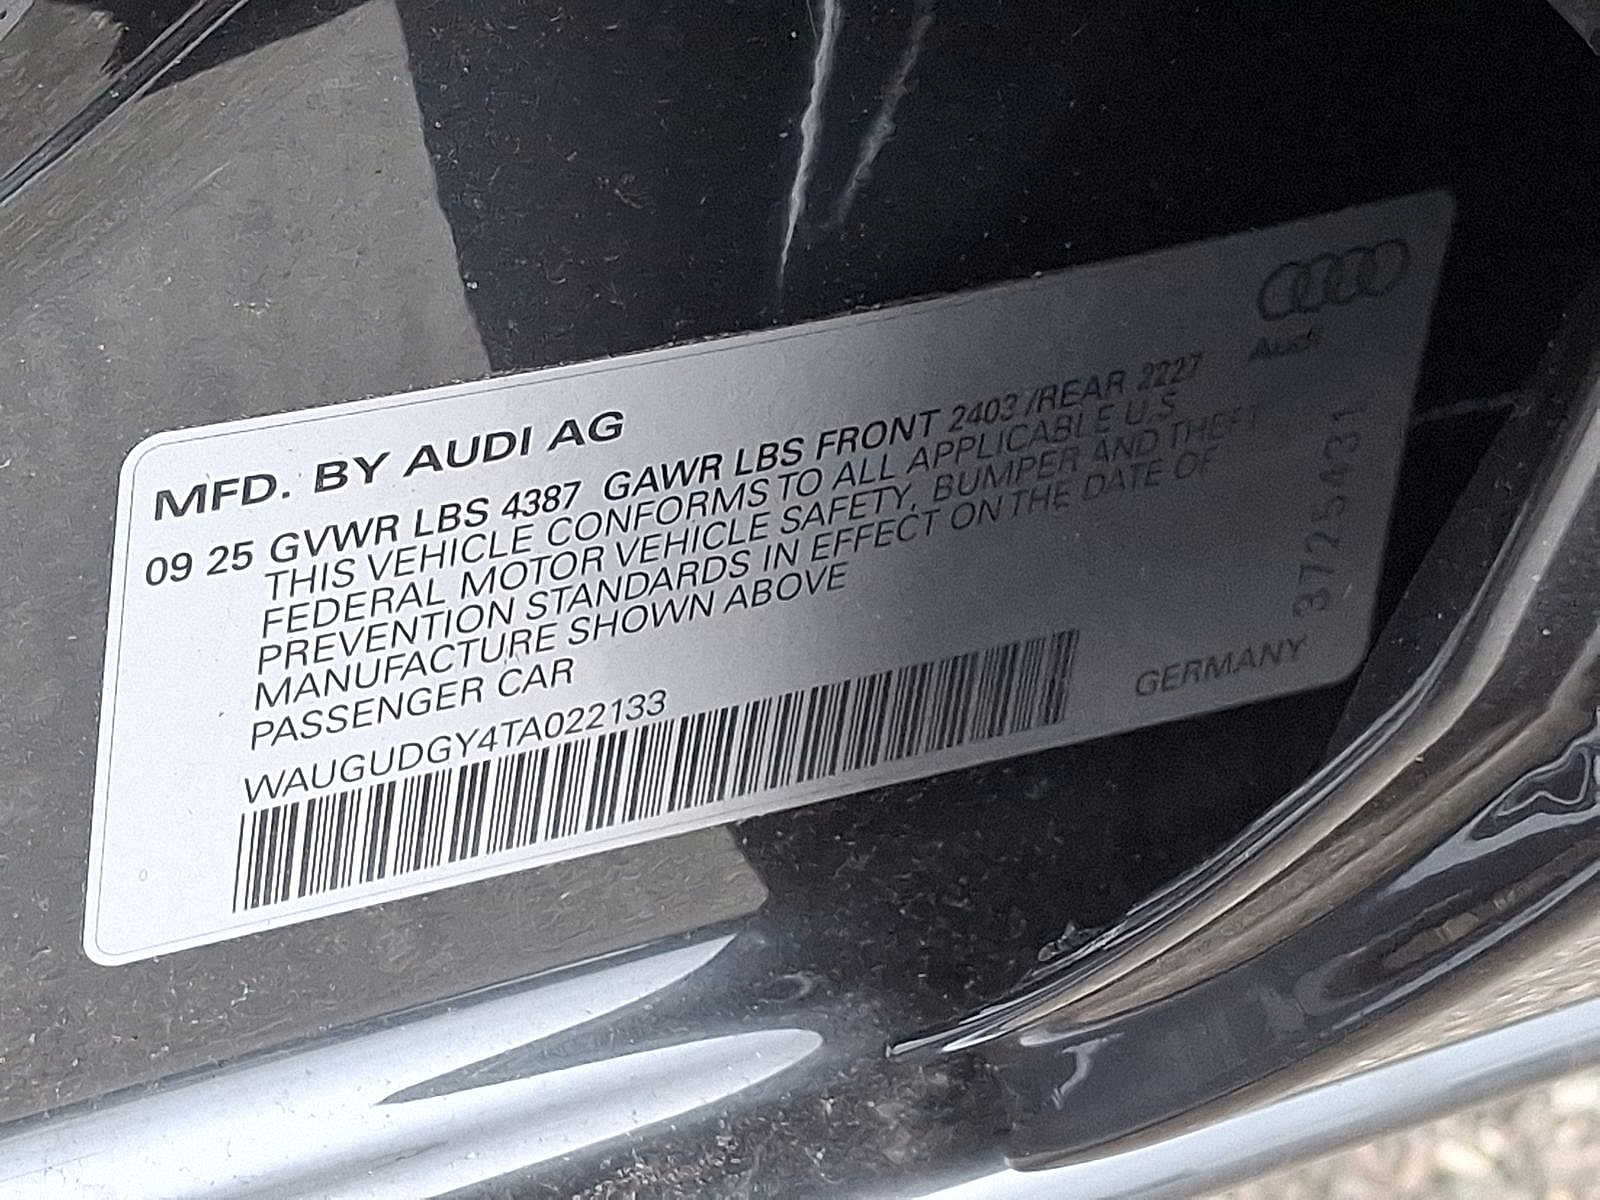 Audi
MFD. BY AUDI AG
09 25 GVWR LBS 4387 GAWR LBS FRONT 2403 /REAR 2227
THIS VEHICLE CONFORMS TO ALL APPLICABLE U.S.
FEDERAL MOTOR VEHICLE SAFETY, BUMPER AND THEFT
PREVENTION STANDARDS IN EFFECT ON THE DATE OF
MANUFACTURE SHOWN ABOVE
PASSENGER CAR
WAUGUDGY4TA022133
GERMANY
3725431